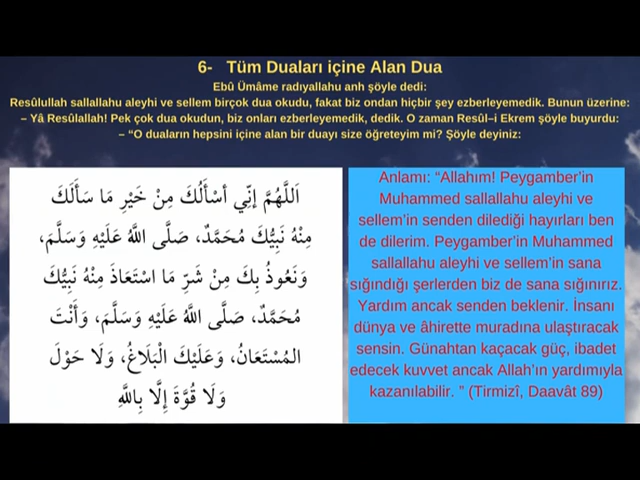 6- Tüm Duaları içine Alan Dua
Ebû Ümâme radıyallahu anh şöyle dedi:
Resûlullah sallallahu aleyhi ve sellem birçok dua okudu, fakat biz ondan hiçbir şey ezberleyemedik. Bunun üzerine:
– Yâ Resûlallah! Pek çok dua okudun, biz onları ezberleyemedik, dedik. O zaman Resûl–i Ekrem şöyle buyurdu:
– “O duaların hepsini içine alan bir duayı size öğreteyim mi? Şöyle deyiniz:
اَللَّهُمَّ إِنِّي أسْأَلُكَ مِنْ خَيْرِ مَا سَأَلَكَ
مِنْهُ نَبِيُّكَ مُحَمَّدٌ، صَلَّى اللَّهُ عَلَيْهِ وَسَلَّمَ،
وَنَعُوذُ بِكَ مِنْ شَرِّ مَا اسْتَعَاذَ مِنْهُ نَبِيُّكَ
مُحَمَّدٌ، صَلَّى اللَّهُ عَلَيْهِ وَسَلَّمَ، وَأَنْتَ
المُسْتَعَانُ، وَعَلَيْكَ الْبَلَاغُ، وَلَا حَوْلَ
وَلَا قُوَّةَ إِلَّا بِاللَّهِ
Anlamı: “Allahım! Peygamber’in
Muhammed sallallahu aleyhi ve
sellem’in senden dilediği hayırları ben
de dilerim. Peygamber’in Muhammed
sallallahu aleyhi ve sellem’in sana
sığındığı şerlerden biz de sana sığınırız.
Yardım ancak senden beklenir. İnsanı
dünya ve âhirette muradına ulaştıracak
sensin. Günahtan kaçacak güç, ibadet
edecek kuvvet ancak Allah’ın yardımıyla
kazanılabilir. ” (Tirmizî, Daavât 89)